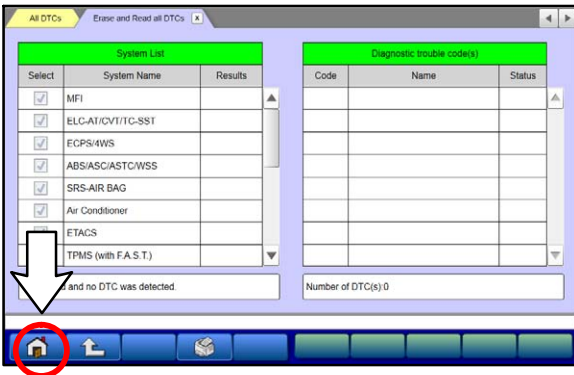 All DTCs
Erase and Read all DTCs x
System List
Select System Name Results
MFI
ELC-AT/CVT/TC-SST
ECPS/4WS
ABS/ASC/ASTC/WSS
SRS-AIR BAG
Air Conditioner
ETACS
TPMS (with F.A.S.T.)
and no DTC was detected.
Diagnostic trouble code(s)
Code Name Status
Number of DTC(s):0